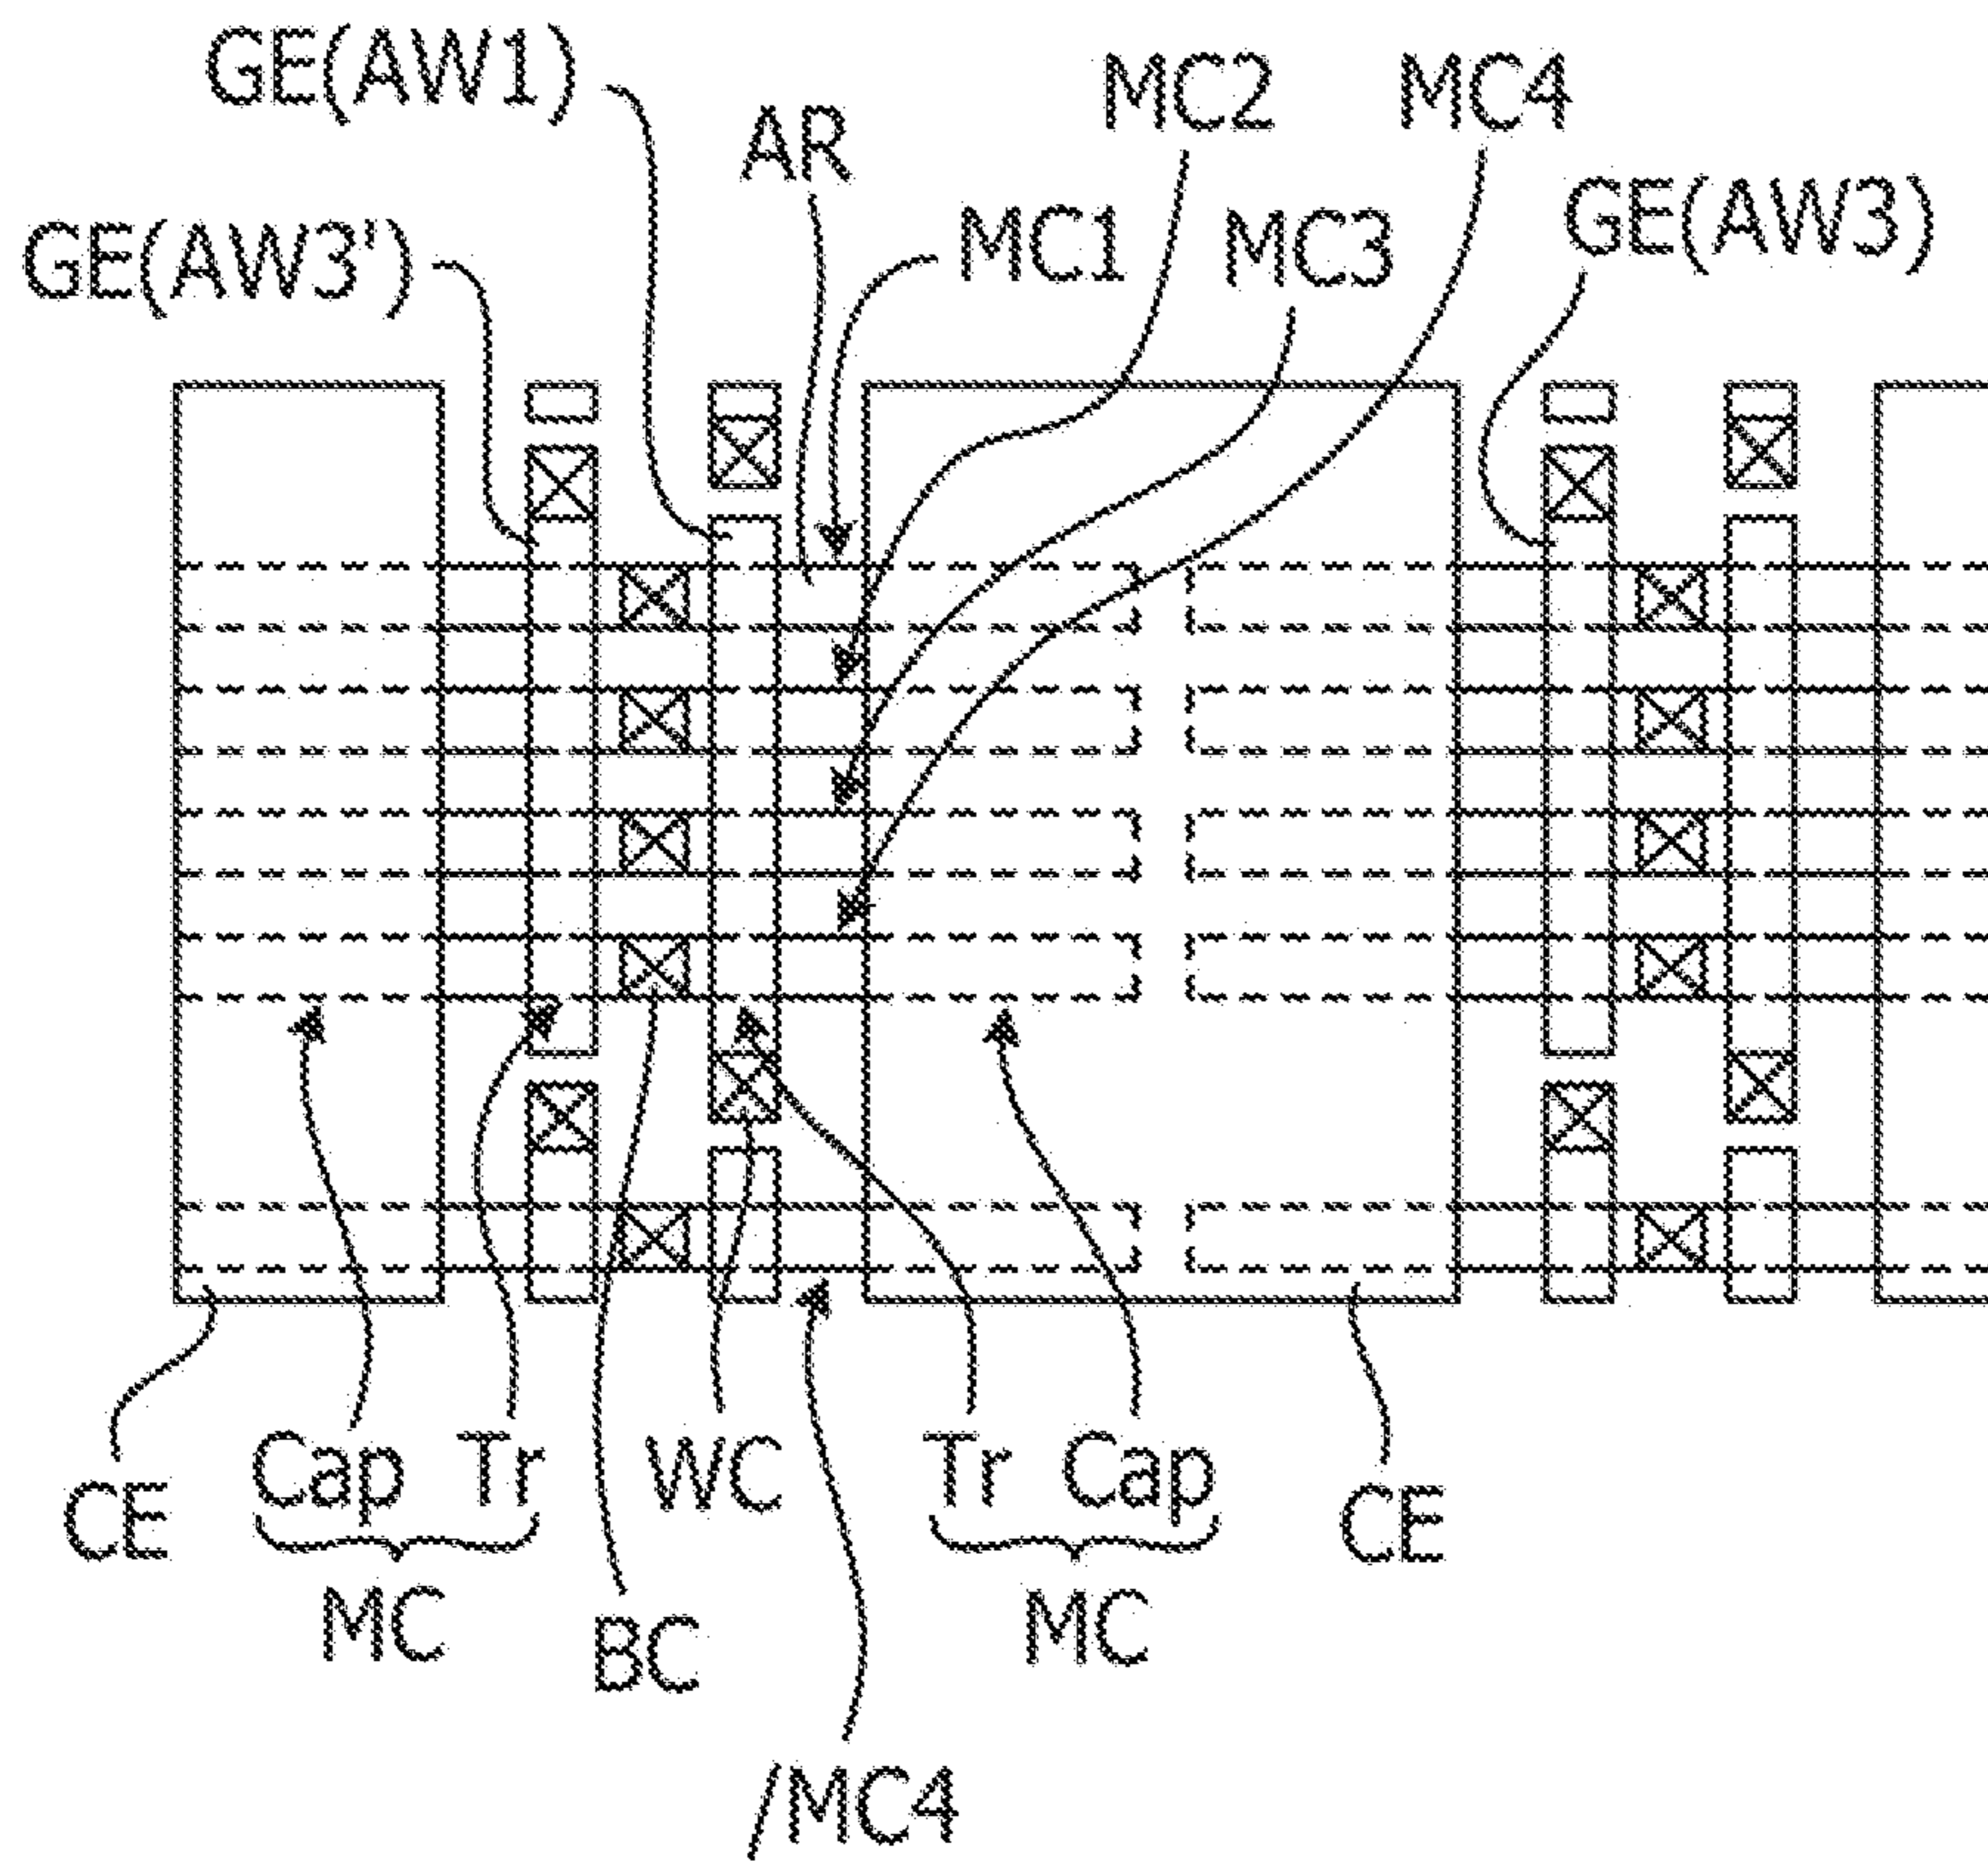 GE(AW1)
AR
MC2
MC4
GE(AW3')
MC1
MC3
GE(AW3)
CE
Cap
Tr
WC
Tr
Cap
CE
MC
BC
MC
/MC4